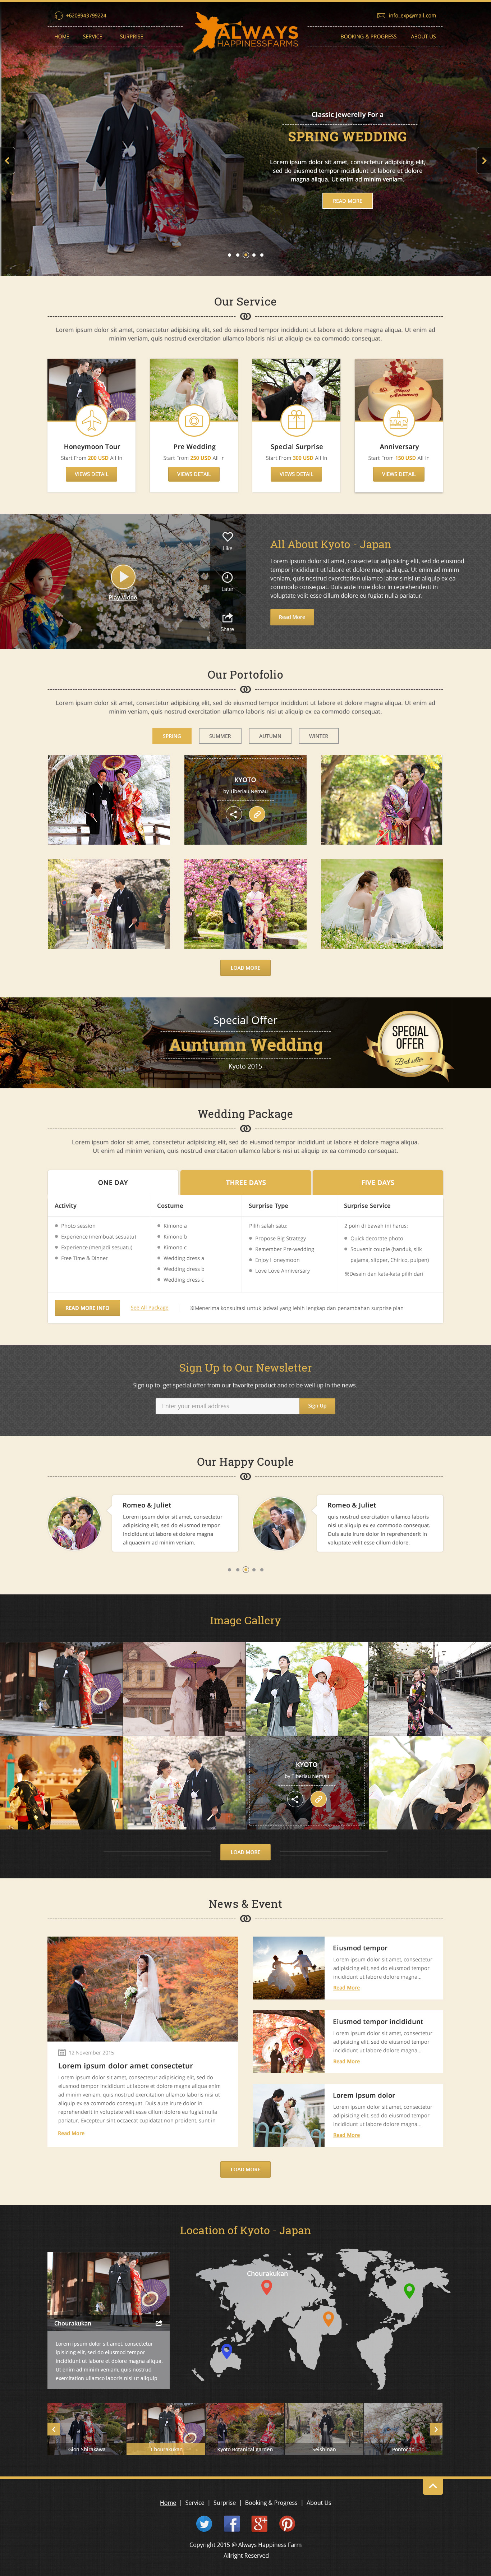 +6208943799224
info_exp@mail.com
HOME SERVICE SURPRISE
ALWAYS
HAPPINESSFARMS
BOOKING & PROGRESS ABOUT US
Classic Jewerelly For a
SPRING WEDDING
Lorem ipsum dolor sit amet, consectetur adipisicing elit,
sed do eiusmod tempor incididunt ut labore et dolore
magna aliqua. Ut enim ad minim veniam.
READ MORE
Our Service
Lorem ipsum dolor sit amet, consectetur adipisicing elit, sed do eiusmod tempor incididunt ut labore et dolore magna aliqua. Ut enim ad
minim veniam, quis nostrud exercitation ullamco laboris nisi ut aliquip ex ea commodo consequat.
Honeymoon Tour
Start From 200 USD All In
VIEWS DETAIL
Pre Wedding
Start From 250 USD All In
VIEWS DETAIL
Special Surprise
Start From 300 USD All In
VIEWS DETAIL
Happy
Anniversary
Anniversary
Start From 150 USD All In
VIEWS DETAIL
Play Video
Like
Later
Share
All About Kyoto - Japan
Lorem ipsum dolor sit amet, consectetur adipisicing elit, sed do eiusmod
tempor incididunt ut labore et dolore magna aliqua. Ut enim ad minim
veniam, quis nostrud exercitation ullamco laboris nisi ut aliquip ex ea
commodo consequat. Duis aute irure dolor in reprehenderit in
voluptate velit esse cillum dolore eu fugiat nulla pariatur.
Read More
Our Portofolio
Lorem ipsum dolor sit amet, consectetur adipisicing elit, sed do eiusmod tempor incididunt ut labore et dolore magna aliqua. Ut enim ad
minim veniam, quis nostrud exercitation ullamco laboris nisi ut aliquip ex ea commodo consequat.
SPRING SUMMER AUTUMN WINTER
KYOTO
by Tiberiau Nemau
LOAD MORE
Special Offer
Auntumn Wedding
Kyoto 2015
SPECIAL
OFFER
Best seller
Wedding Package
Lorem ipsum dolor sit amet, consectetur adipisicing elit, sed do eiusmod tempor incididunt ut labore et dolore magna aliqua.
Ut enim ad minim veniam, quis nostrud exercitation ullamco laboris nisi ut aliquip ex ea commodo consequat.
ONE DAY THREE DAYS FIVE DAYS
Activity
Photo session
Experience (membuat sesuatu)
Experience (menjadi sesuatu)
Free Time & Dinner
Costume
Kimono a
Kimono b
Kimono c
Wedding dress a
Wedding dress b
Wedding dress c
Surprise Type
Pilih salah satu:
Propose Big Strategy
Remember Pre-wedding
Enjoy Honeymoon
Love Love Anniversary
Surprise Service
2 poin di bawah ini harus:
Quick decorate photo
Souvenir couple (handuk, silk
pajama, slipper, Chirico, pulpen)
※Desain dan kata-kata pilih dari
READ MORE INFO
See All Package
※Menerima konsultasi untuk jadwal yang lebih lengkap dan penambahan surprise plan
Sign Up to Our Newsletter
Sign up to get special offer from our favorite product and to be well up in the news.
Enter your email address
Sign Up
Our Happy Couple
Romeo & Juliet
Lorem ipsum dolor sit amet, consectetur
adipisicing elit, sed do eiusmod tempor
incididunt ut labore et dolore magna
aliquaenim ad minim veniam.
Romeo & Juliet
quis nostrud exercitation ullamco laboris
nisi ut aliquip ex ea commodo consequat.
Duis aute irure dolor in reprehenderit in
voluptate velit esse cillum dolore.
Image Gallery
KYOTO
by Tiberiau Nemau
LOAD MORE
News & Event
12 November 2015
Lorem ipsum dolor amet consectetur
Lorem ipsum dolor sit amet, consectetur adipisicing elit, sed do
eiusmod tempor incididunt ut labore et dolore magna aliqua enim
ad minim veniam, quis nostrud exercitation ullamco laboris nisi ut
aliquip ex ea commodo consequat. Duis aute irure dolor in
reprehenderit in voluptate velit esse cillum dolore eu fugiat nulla
pariatur. Excepteur sint occaecat cupidatat non proident, sunt in
Read More
Eiusmod tempor
Lorem ipsum dolor sit amet, consectetur
adipisicing elit, sed do eiusmod tempor
incididunt ut labore dolore magna...
Read More
Eiusmod tempor incididunt
Lorem ipsum dolor sit amet, consectetur
adipisicing elit, sed do eiusmod tempor
incididunt ut labore dolore magna...
Read More
Lorem ipsum dolor
Lorem ipsum dolor sit amet, consectetur
adipisicing elit, sed do eiusmod tempor
incididunt ut labore dolore magna...
Read More
LOAD MORE
Location of Kyoto - Japan
Chourakukan
Lorem ipsum dolor sit amet, consectetur
tempor incididunt ut labore et dolore magna aliqua.
Ut enim ad minim veniam, quis nostrud
exercitation ullamco laboris nisi ut aliquip
Chourakukan
Gion Shirakawa
Chourakukan
Kyoto Botanical garden
Seishinan
Pontocho
Home | Service | Surprise | Booking & Progress | About Us
Copyright 2015 @ Always Happiness Farm
Allright Reserved